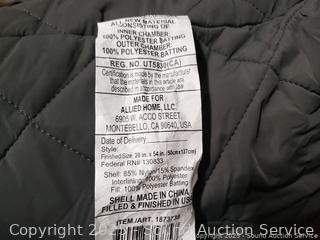 NEW MATERIAL
CONSISTING OF
INNER CHAMBER:
100% POLYESTER BATTING
OUTER CHAMBER:
100% POLYESTER BATTING
REG. NO. UT5830(CA)
Certification is made by the manufacturer
that the materials in this article are
described in accordance with law.
MADE FOR
ALLIED HOME, LLC.
6905 W. ACCO STREET,
MONTEBELLO, CA 90640, USA
Date of Delivery
Style:
Finished Size: 20 in. x 54 in. (50cmx137cm)
Federal RN# 130833
Shell: 85% Nylon/15% Spandex
Interlining: 100% Polyester
Fill: 100% Polyester Batting
SHELL MADE IN CHINA,
FILLED & FINISHED IN USA
ITEM./ART. 1873738
Sound Auction Service